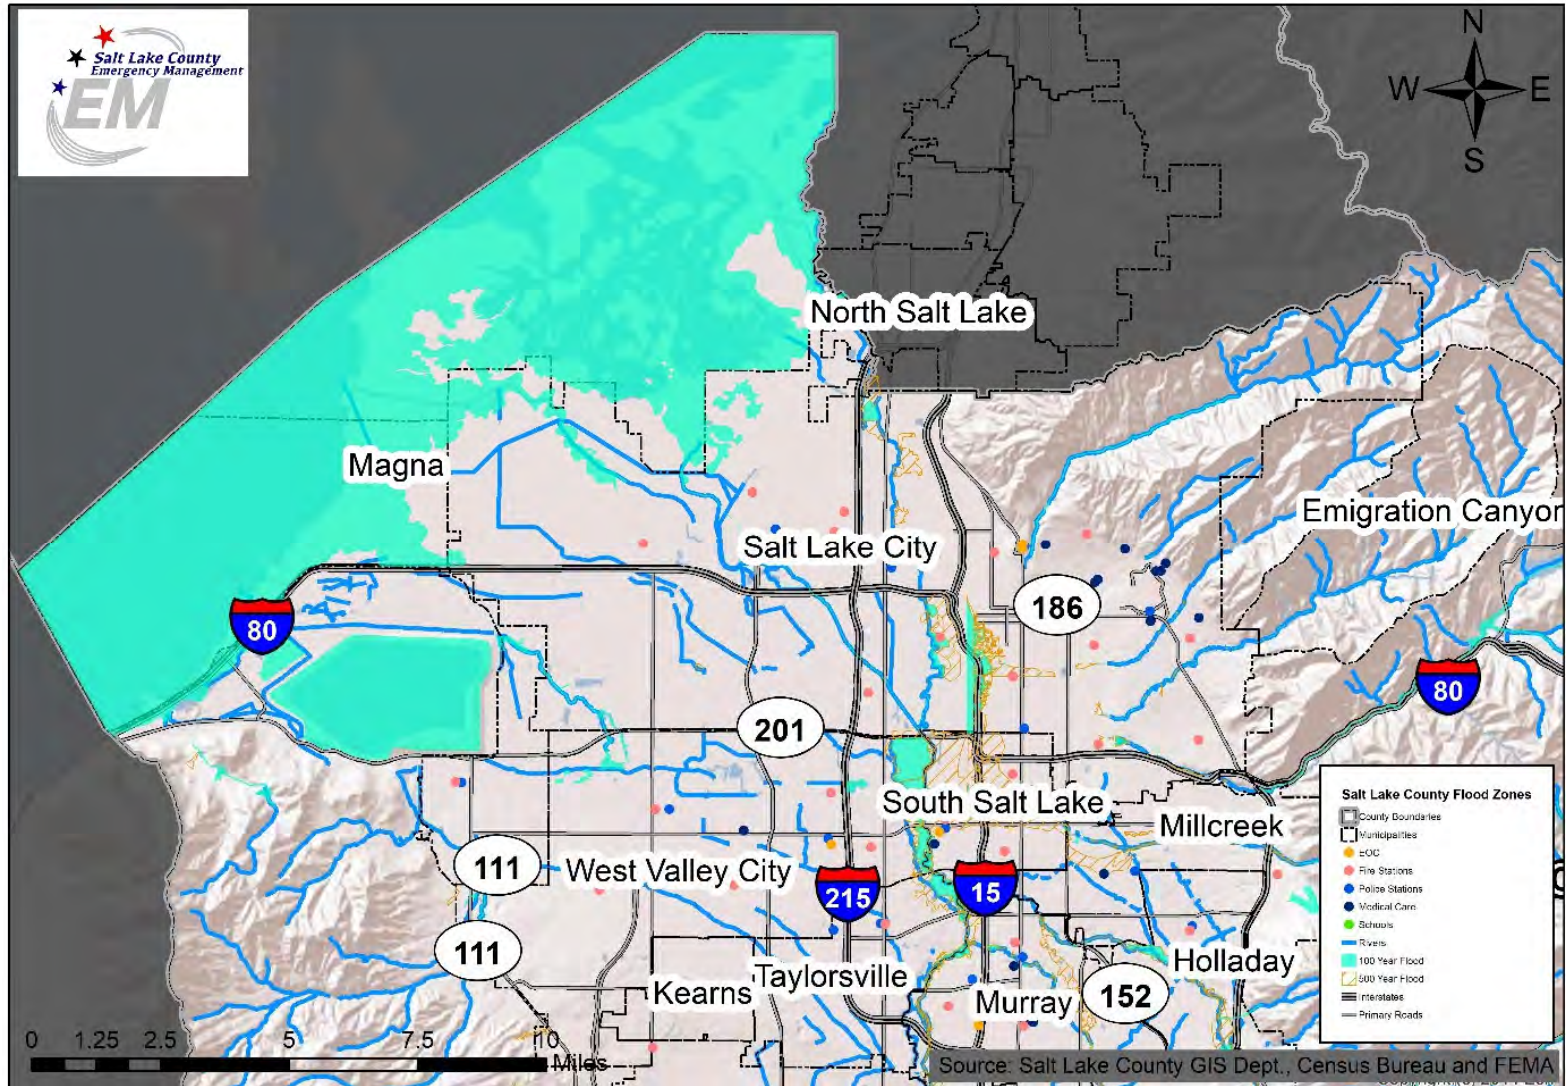 Salt Lake County
Emergency Management
EM
N
W
E
S
North Salt Lake
Magna
Emigration Canyon
Salt Lake City
186
80
80
201
South Salt Lake
Millcreek
West Valley City
111
215
15
111
Kearns
Taylorsville
Murray
152
Holladay
Salt Lake County Flood Zones
County Boundaries
Municipalities
EOC
Fire Stations
Police Stations
Medical Care
Schools
Rivers
100 Year Flood
500 Year Flood
Interstates
Primary Roads
0 1.25 2.5 5 7.5 10
Miles
Source: Salt Lake County GIS Dept., Census Bureau and FEMA